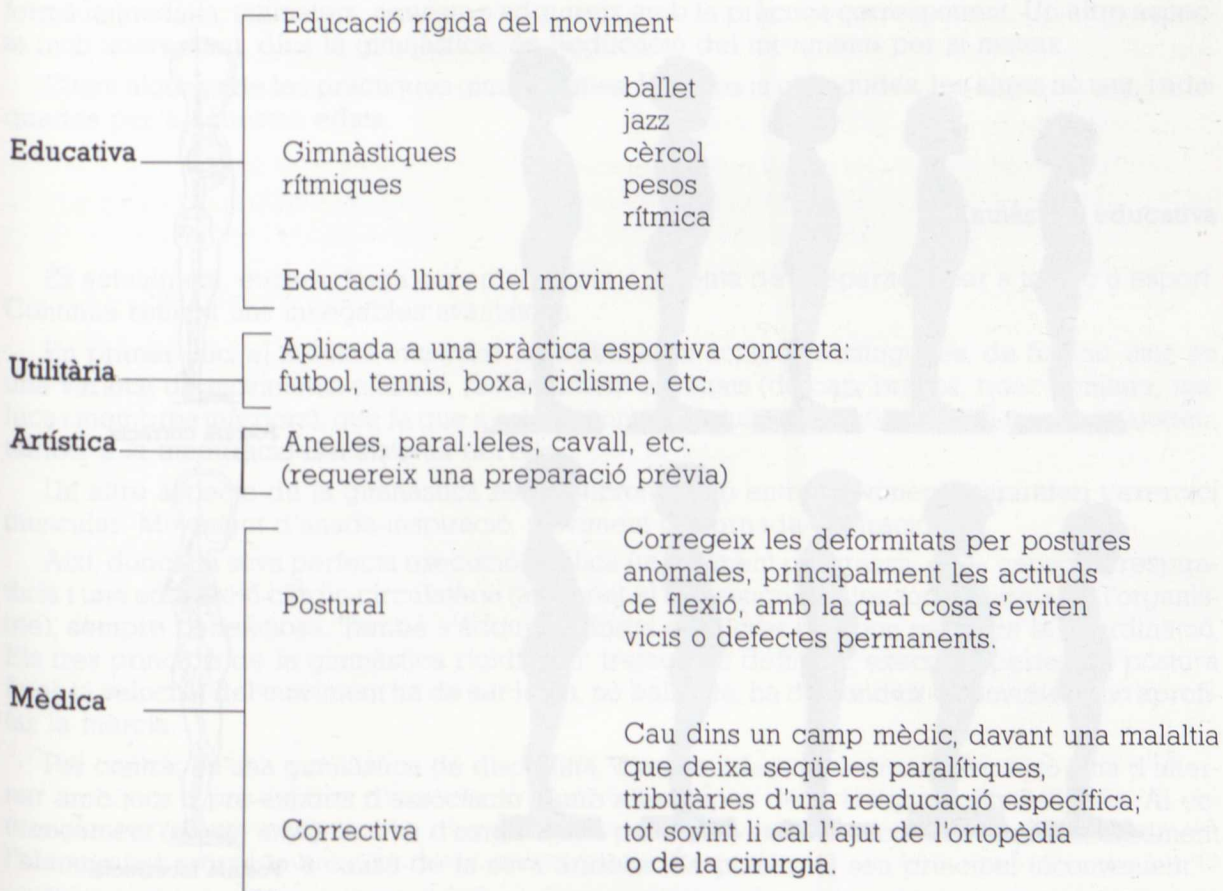 Educació rígida del moviment
ballet
jazz
Educativa
Gimnàstiques
rítmiques
cèrcol
pesos
rítmica
Educació lliure del moviment
Utilitària
Aplicada a una pràctica esportiva concreta:
futbol, tennis, boxa, ciclisme, etc.
Artística
Anelles, paral·leles, cavall, etc.
(requereix una preparació prèvia)
Mèdica
Postural
Corregeix les deformitats per postures
anòmales, principalment les actituds
de flexió, amb la qual cosa s'eviten
vicis o defectes permanents.
Correctiva
Cau dins un camp mèdic, davant una malaltia
que deixa seqüeles paralítiques,
tributàries d'una reeducació específica;
tot sovint li cal l'ajut de l'ortopèdia
o de la cirurgia.